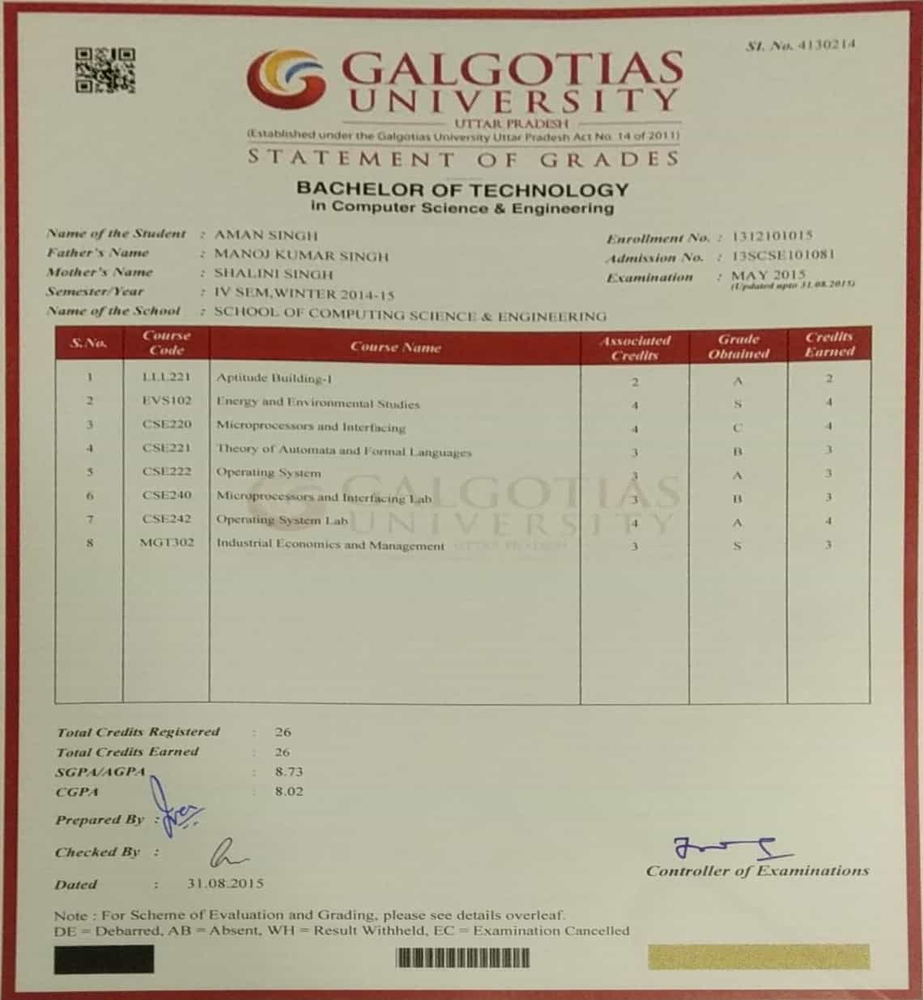 Sl. No. 4130214
GALGOTIAS
UNIVERSITY
UTTAR PRADESH
(Established under the Galgotias University Uttar Pradesh Act No. 14 of 2011)
STATEMENT OF GRADES
BACHELOR OF TECHNOLOGY
in Computer Science & Engineering
Name of the Student : AMAN SINGH Enrollment No. : 1312101015
Father's Name : MANOJ KUMAR SINGH Admission No. : 13SCSE101081
Mother's Name : SHALINI SINGH Examination : MAY 2015
Semester/Year : IV SEM,WINTER 2014-15 (Updated upto 31.08.2015)
Name of the School : SCHOOL OF COMPUTING SCIENCE & ENGINEERING
S.No. Course Code Course Name Associated Credits Grade Obtained Credits Earned
1 LLL221 Aptitude Building-I 2 A 2
2 EVS102 Energy and Environmental Studies 4 S 4
3 CSE220 Microprocessors and Interfacing 4 C 4
4 CSE221 Theory of Automata and Formal Languages 3 B 3
5 CSE222 Operating System 3 A 3
6 CSE240 Microprocessors and Interfacing Lab 3 B 3
7 CSE242 Operating System Lab 4 A 4
8 MGT302 Industrial Economics and Management 3 S 3
GALGOTIAS
UNIVERSITY
UTTAR PRADESH
Total Credits Registered : 26
Total Credits Earned : 26
SGPA/AGPA : 8.73
CGPA : 8.02
Prepared By :
Checked By :
Controller of Examinations
Dated : 31.08.2015
Note : For Scheme of Evaluation and Grading, please see details overleaf.
DE = Debarred, AB = Absent, WH = Result Withheld, EC = Examination Cancelled